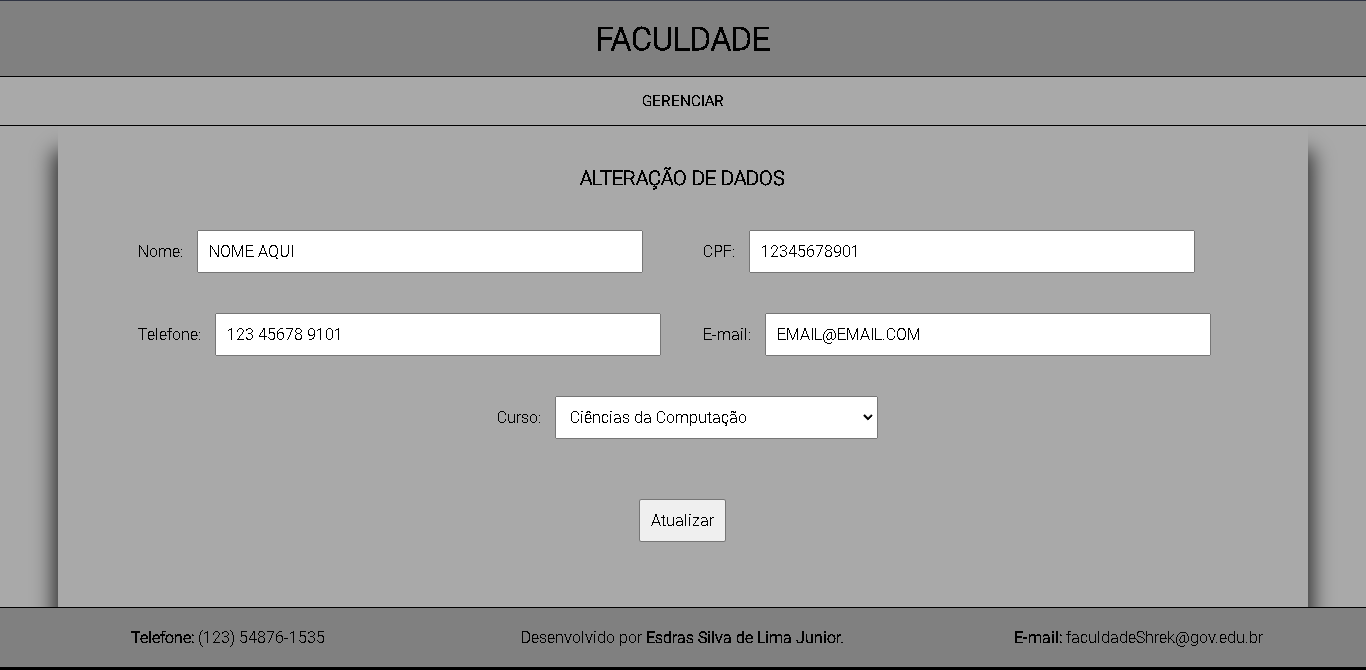 FACULDADE
GERENCIAR
ALTERAÇÃO DE DADOS
Nome: NOME AQUI CPF: 12345678901
Telefone: 123 45678 9101 E-mail: EMAIL@EMAIL.COM
Curso: Ciências da Computação
Atualizar
Telefone: (123) 54876-1535 Desenvolvido por Esdras Silva de Lima Junior. E-mail: faculdadeShrek@gov.edu.br